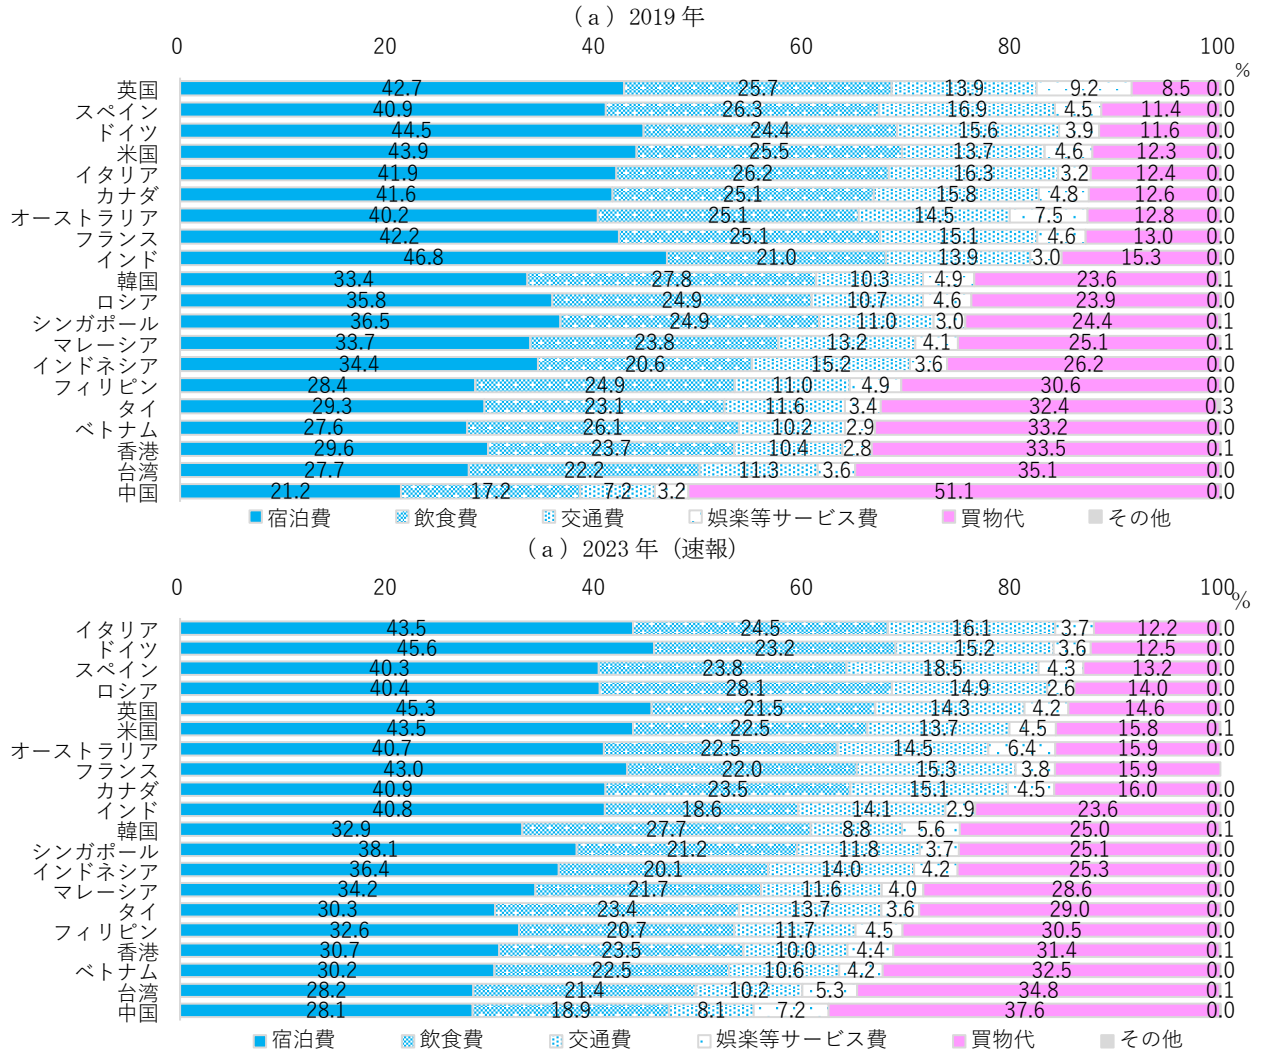 （a）2019 年
0 20 40 60 80 100
%
英国 42.7 25.7 13.9 9.2 8.5 0.0
スペイン 40.9 26.3 16.9 4.5 11.4 0.0
ドイツ 44.5 24.4 15.6 3.9 11.6 0.0
米国 43.9 25.5 13.7 4.6 12.3 0.0
イタリア 41.9 26.2 16.3 3.2 12.4 0.0
カナダ 41.6 25.1 15.8 4.8 12.6 0.0
オーストラリア 40.2 25.1 14.5 7.5 12.8 0.0
フランス 42.2 25.1 15.1 4.6 13.0 0.0
インド 46.8 21.0 13.9 3.0 15.3 0.0
韓国 33.4 27.8 10.3 4.9 23.6 0.1
ロシア 35.8 24.9 10.7 4.6 23.9 0.0
シンガポール 36.5 24.9 11.0 3.0 24.4 0.1
マレーシア 33.7 23.8 13.2 4.1 25.1 0.1
インドネシア 34.4 20.6 15.2 3.6 26.2 0.0
フィリピン 28.4 24.9 11.0 4.9 30.6 0.0
タイ 29.3 23.1 11.6 3.4 32.4 0.3
ベトナム 27.6 26.1 10.2 2.9 33.2 0.0
香港 29.6 23.7 10.4 2.8 33.5 0.1
台湾 27.7 22.2 11.3 3.6 35.1 0.0
中国 21.2 17.2 7.2 3.2 51.1 0.0
宿泊費 飲食費 交通費 娯楽等サービス費 買物代 その他
（a）2023 年（速報）
0 20 40 60 80 100
%
イタリア 43.5 24.5 16.1 3.7 12.2 0.0
ドイツ 45.6 23.2 15.2 3.6 12.5 0.0
スペイン 40.3 23.8 18.5 4.3 13.2 0.0
ロシア 40.4 28.1 14.9 2.6 14.0 0.0
英国 45.3 21.5 14.3 4.2 14.6 0.0
米国 43.5 22.5 13.7 4.5 15.8 0.1
オーストラリア 40.7 22.5 14.5 6.4 15.9 0.0
フランス 43.0 22.0 15.3 3.8 15.9
カナダ 40.9 23.5 15.1 4.5 16.0 0.0
インド 40.8 18.6 14.1 2.9 23.6 0.0
韓国 32.9 27.7 8.8 5.6 25.0 0.1
シンガポール 38.1 21.2 11.8 3.7 25.1 0.1
インドネシア 36.4 20.1 14.0 4.2 25.3 0.0
マレーシア 34.2 21.7 11.6 4.0 28.6 0.0
タイ 30.3 23.4 13.7 3.6 29.0 0.0
フィリピン 32.6 20.7 11.7 4.5 30.5 0.0
香港 30.7 23.5 10.0 4.4 31.4 0.1
ベトナム 30.2 22.5 10.6 4.2 32.5 0.0
台湾 28.2 21.4 10.2 5.3 34.8 0.1
中国 28.1 18.9 8.1 7.2 37.6 0.0
宿泊費 飲食費 交通費 娯楽等サービス費 買物代 その他